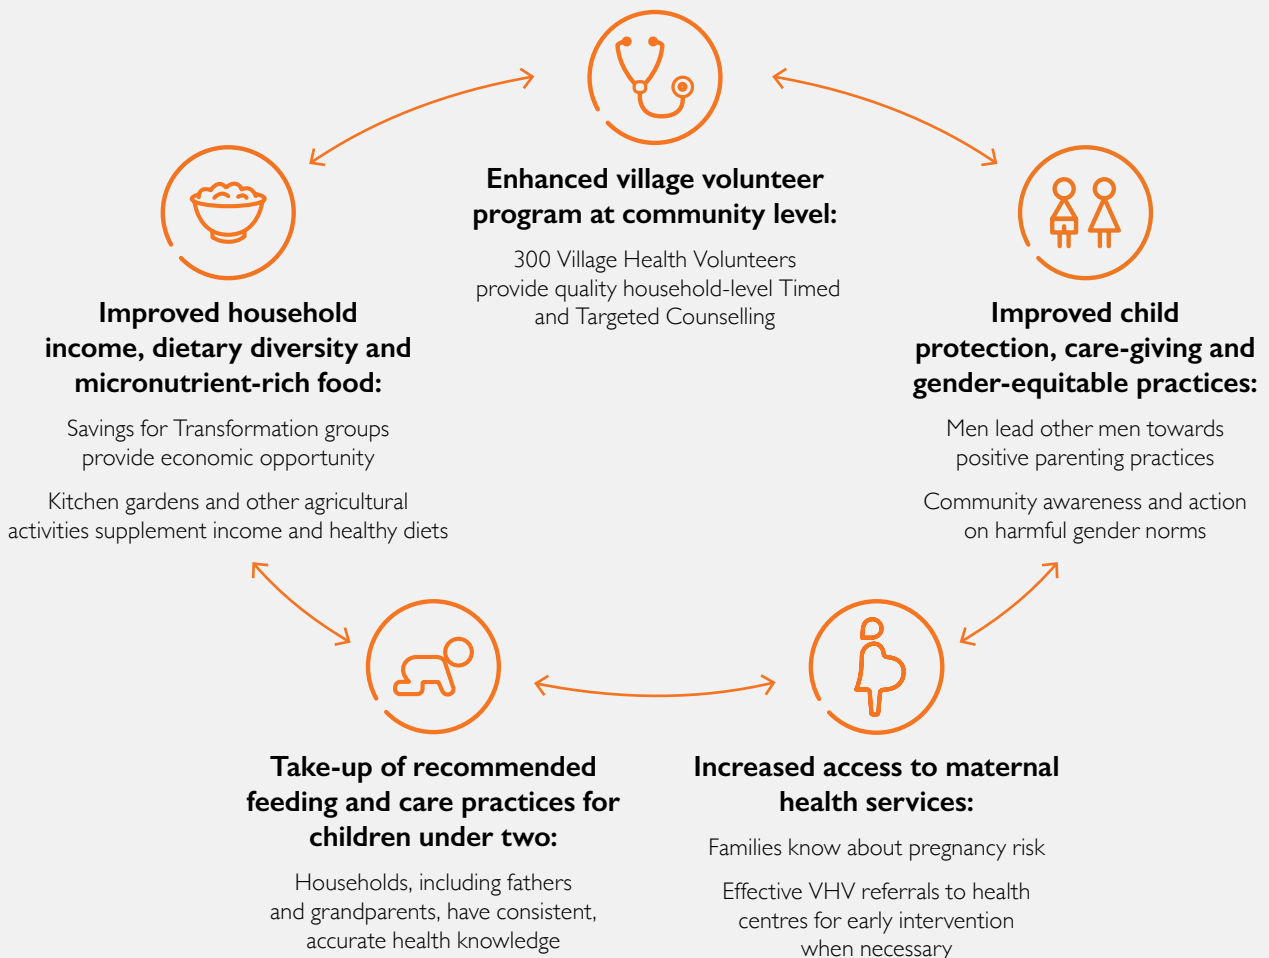 Enhanced village volunteer
program at community level:
300 Village Health Volunteers
provide quality household-level Timed
and Targeted Counselling
Improved household
income, dietary diversity and
micronutrient-rich food:
Savings for Transformation groups
provide economic opportunity
Kitchen gardens and other agricultural
activities supplement income and healthy diets
Improved child
protection, care-giving and
gender-equitable practices:
Men lead other men towards
positive parenting practices
Community awareness and action
on harmful gender norms
Take-up of recommended
feeding and care practices for
children under two:
Households, including fathers
and grandparents, have consistent,
accurate health knowledge
Increased access to maternal
health services:
Families know about pregnancy risk
Effective VHV referrals to health
centres for early intervention
when necessary